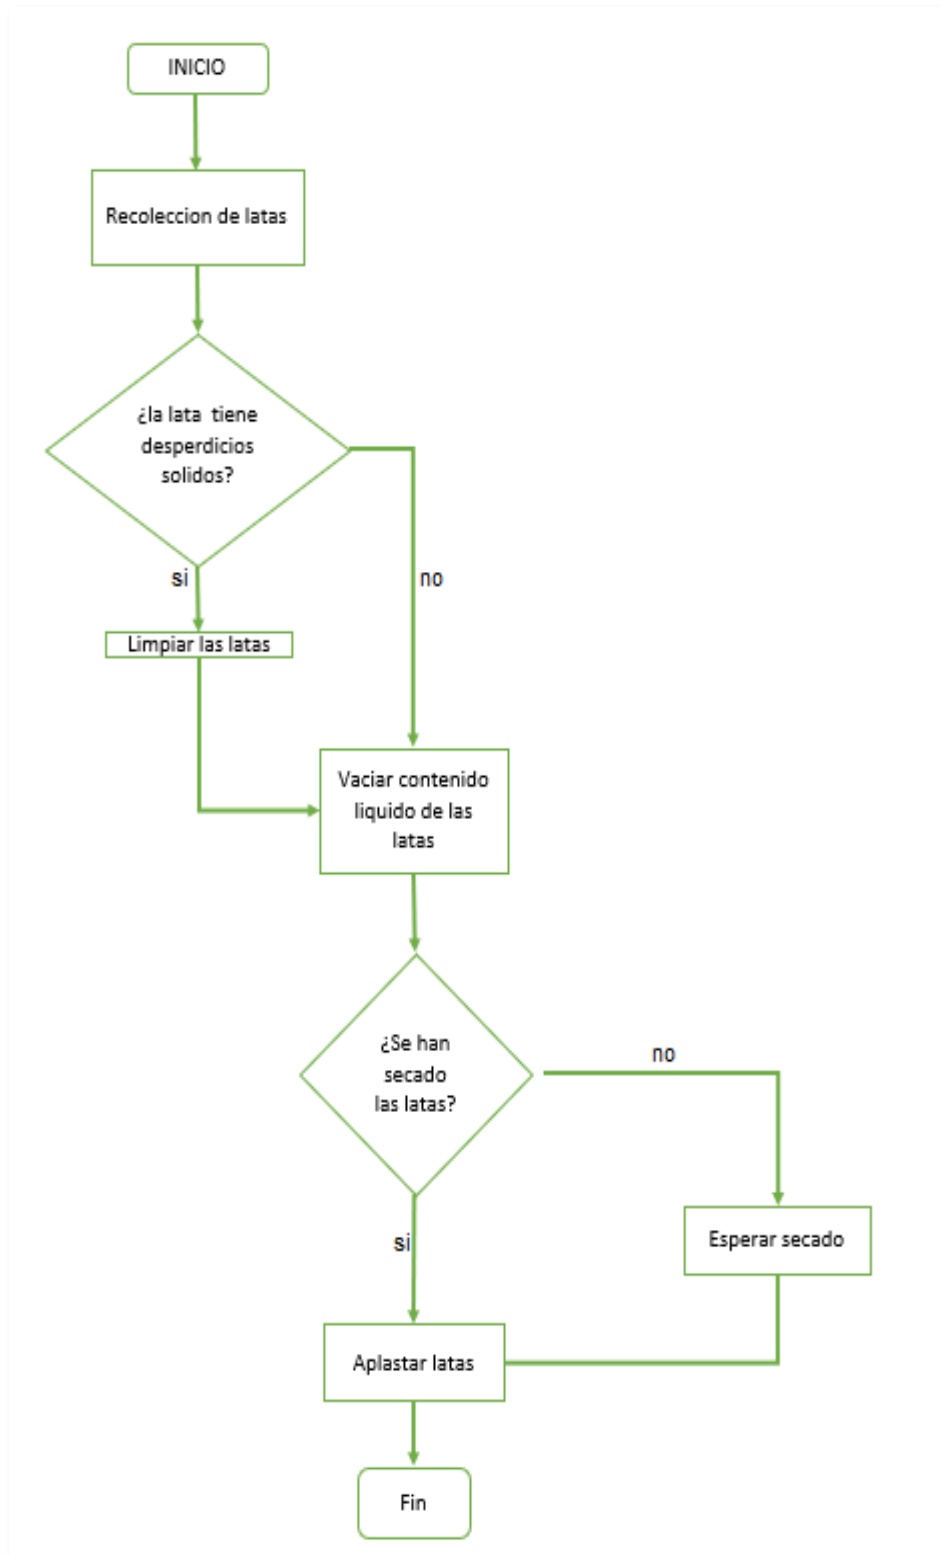 INICIO
Recoleccion de latas
¿la lata tiene
desperdicios
solidos?
si
no
Limpiar las latas
Vaciar contenido
liquido de las
latas
¿Se han
secado
las latas?
no
si
Esperar secado
Aplastar latas
Fin